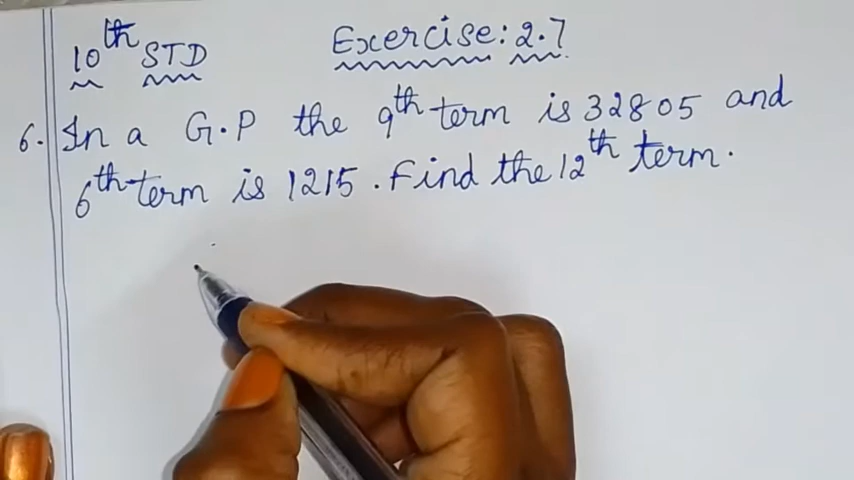 10th STD Exercise: 2.7
6. In a G.P the 9th term is 32805 and
6th term is 1215. Find the 12th term.